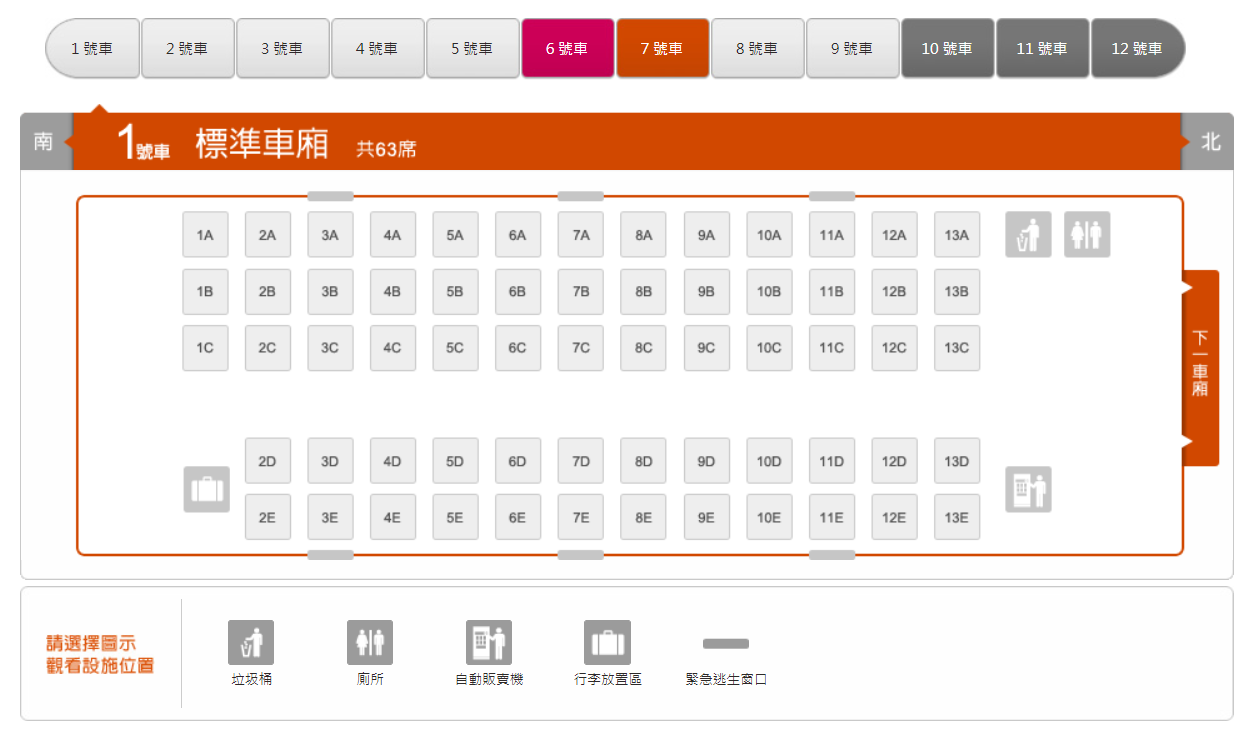 1 號車 2 號車 3 號車 4 號車 5 號車 6 號車 7 號車 8 號車 9 號車 10 號車 11 號車 12 號車
南 1號車 標準車廂 共63席 北
1A 2A 3A 4A 5A 6A 7A 8A 9A 10A 11A 12A 13A
1B 2B 3B 4B 5B 6B 7B 8B 9B 10B 11B 12B 13B
1C 2C 3C 4C 5C 6C 7C 8C 9C 10C 11C 12C 13C
下一車廂
2D 3D 4D 5D 6D 7D 8D 9D 10D 11D 12D 13D
2E 3E 4E 5E 6E 7E 8E 9E 10E 11E 12E 13E
請選擇圖示
觀看設施位置
垃圾桶 廁所 自動販賣機 行李放置區 緊急逃生窗口